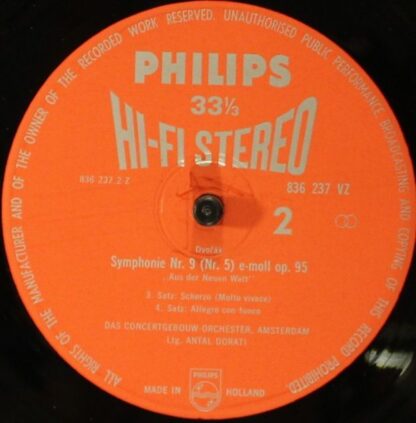 ALL RIGHTS OF THE MANUFACTURER AND OF THE OWNER OF THE RECORDED WORK RESERVED. UNAUTHORISED PUBLIC PERFORMANCE, BROADCASTING AND COPYING OF THIS RECORD PROHIBITED.
PHILIPS
33⅓
HI-FI STEREO
836 237 2 Z
836 237 VZ
2
Dvořák
Symphonie Nr. 9 (Nr. 5) e-moll op. 95
„Aus der Neuen Welt"
3. Satz: Scherzo (Molto vivace)
4. Satz: Allegro con fuoco
DAS CONCERTGEBOUW-ORCHESTER, AMSTERDAM
Ltg. ANTAL DORATI
MADE IN
PHILIPS
HOLLAND